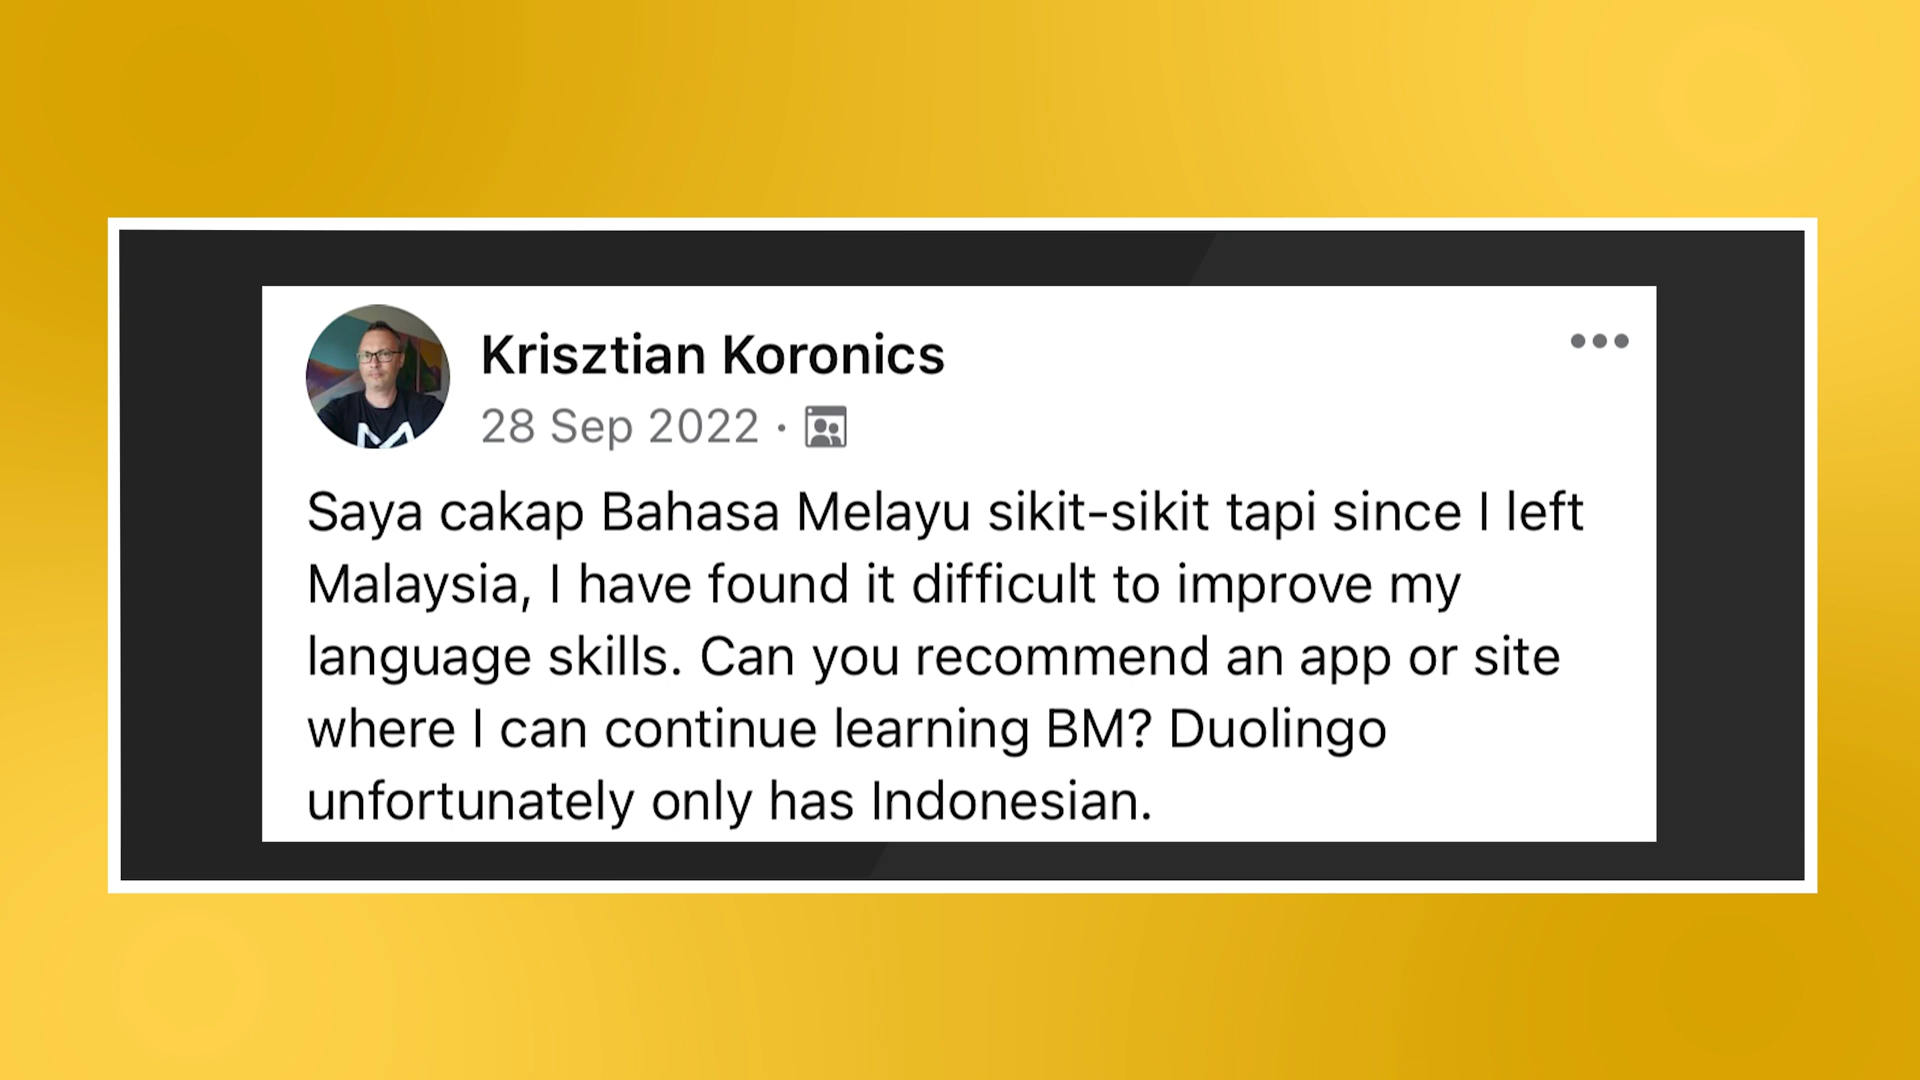 Krisztian Koronics
28 Sep 2022 ·
Saya cakap Bahasa Melayu sikit-sikit tapi since I left
Malaysia, I have found it difficult to improve my
language skills. Can you recommend an app or site
where I can continue learning BM? Duolingo
unfortunately only has Indonesian.